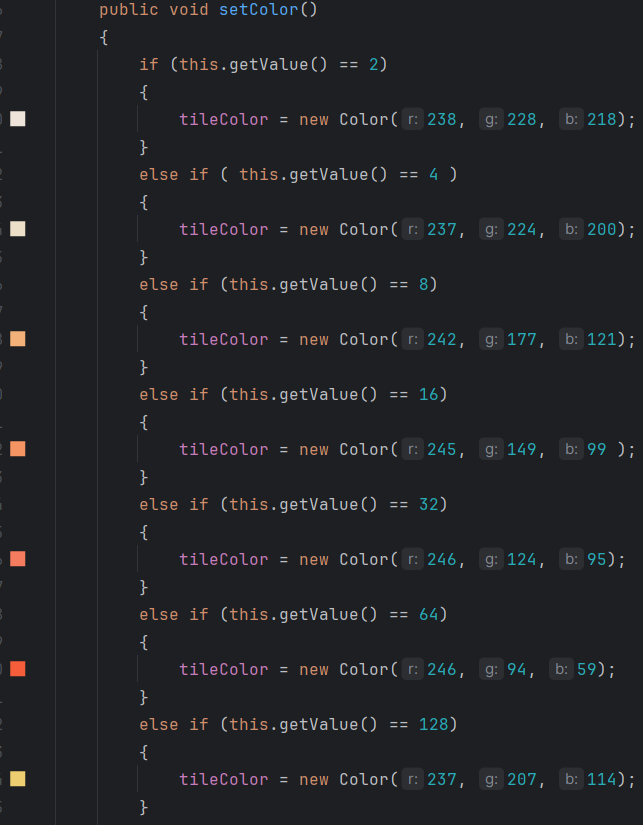 public void setColor()
{
if (this.getValue() == 2)
{
tileColor = new Color( r: 238, g: 228, b: 218);
}
else if ( this.getValue() == 4 )
{
tileColor = new Color( r: 237, g: 224, b: 200);
}
else if (this.getValue() == 8)
{
tileColor = new Color( r: 242, g: 177, b: 121);
}
else if (this.getValue() == 16)
{
tileColor = new Color( r: 245, g: 149, b: 99 );
}
else if (this.getValue() == 32)
{
tileColor = new Color( r: 246, g: 124, b: 95);
}
else if (this.getValue() == 64)
{
tileColor = new Color( r: 246, g: 94, b: 59);
}
else if (this.getValue() == 128)
{
tileColor = new Color( r: 237, g: 207, b: 114);
}